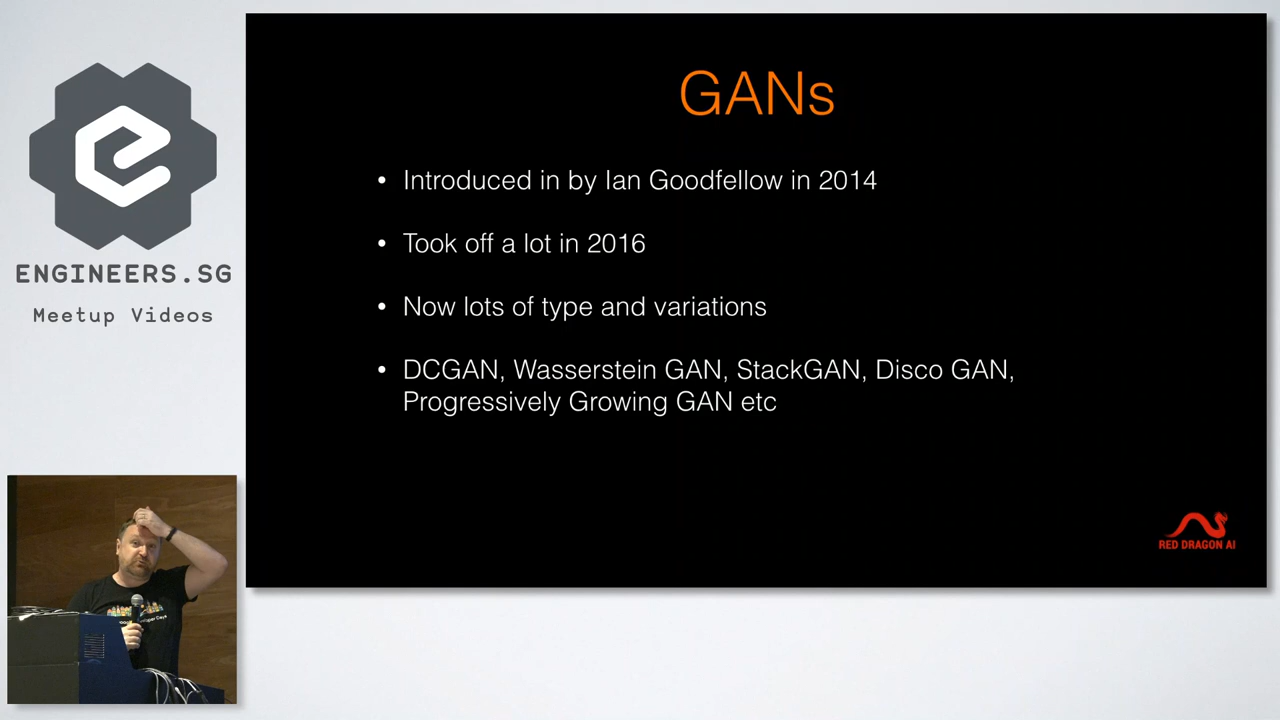 ENGINEERS.SG
Meetup Videos
GANs
• Introduced in by Ian Goodfellow in 2014
• Took off a lot in 2016
• Now lots of type and variations
• DCGAN, Wasserstein GAN, StackGAN, Disco GAN,
Progressively Growing GAN etc
RED DRAGON AI